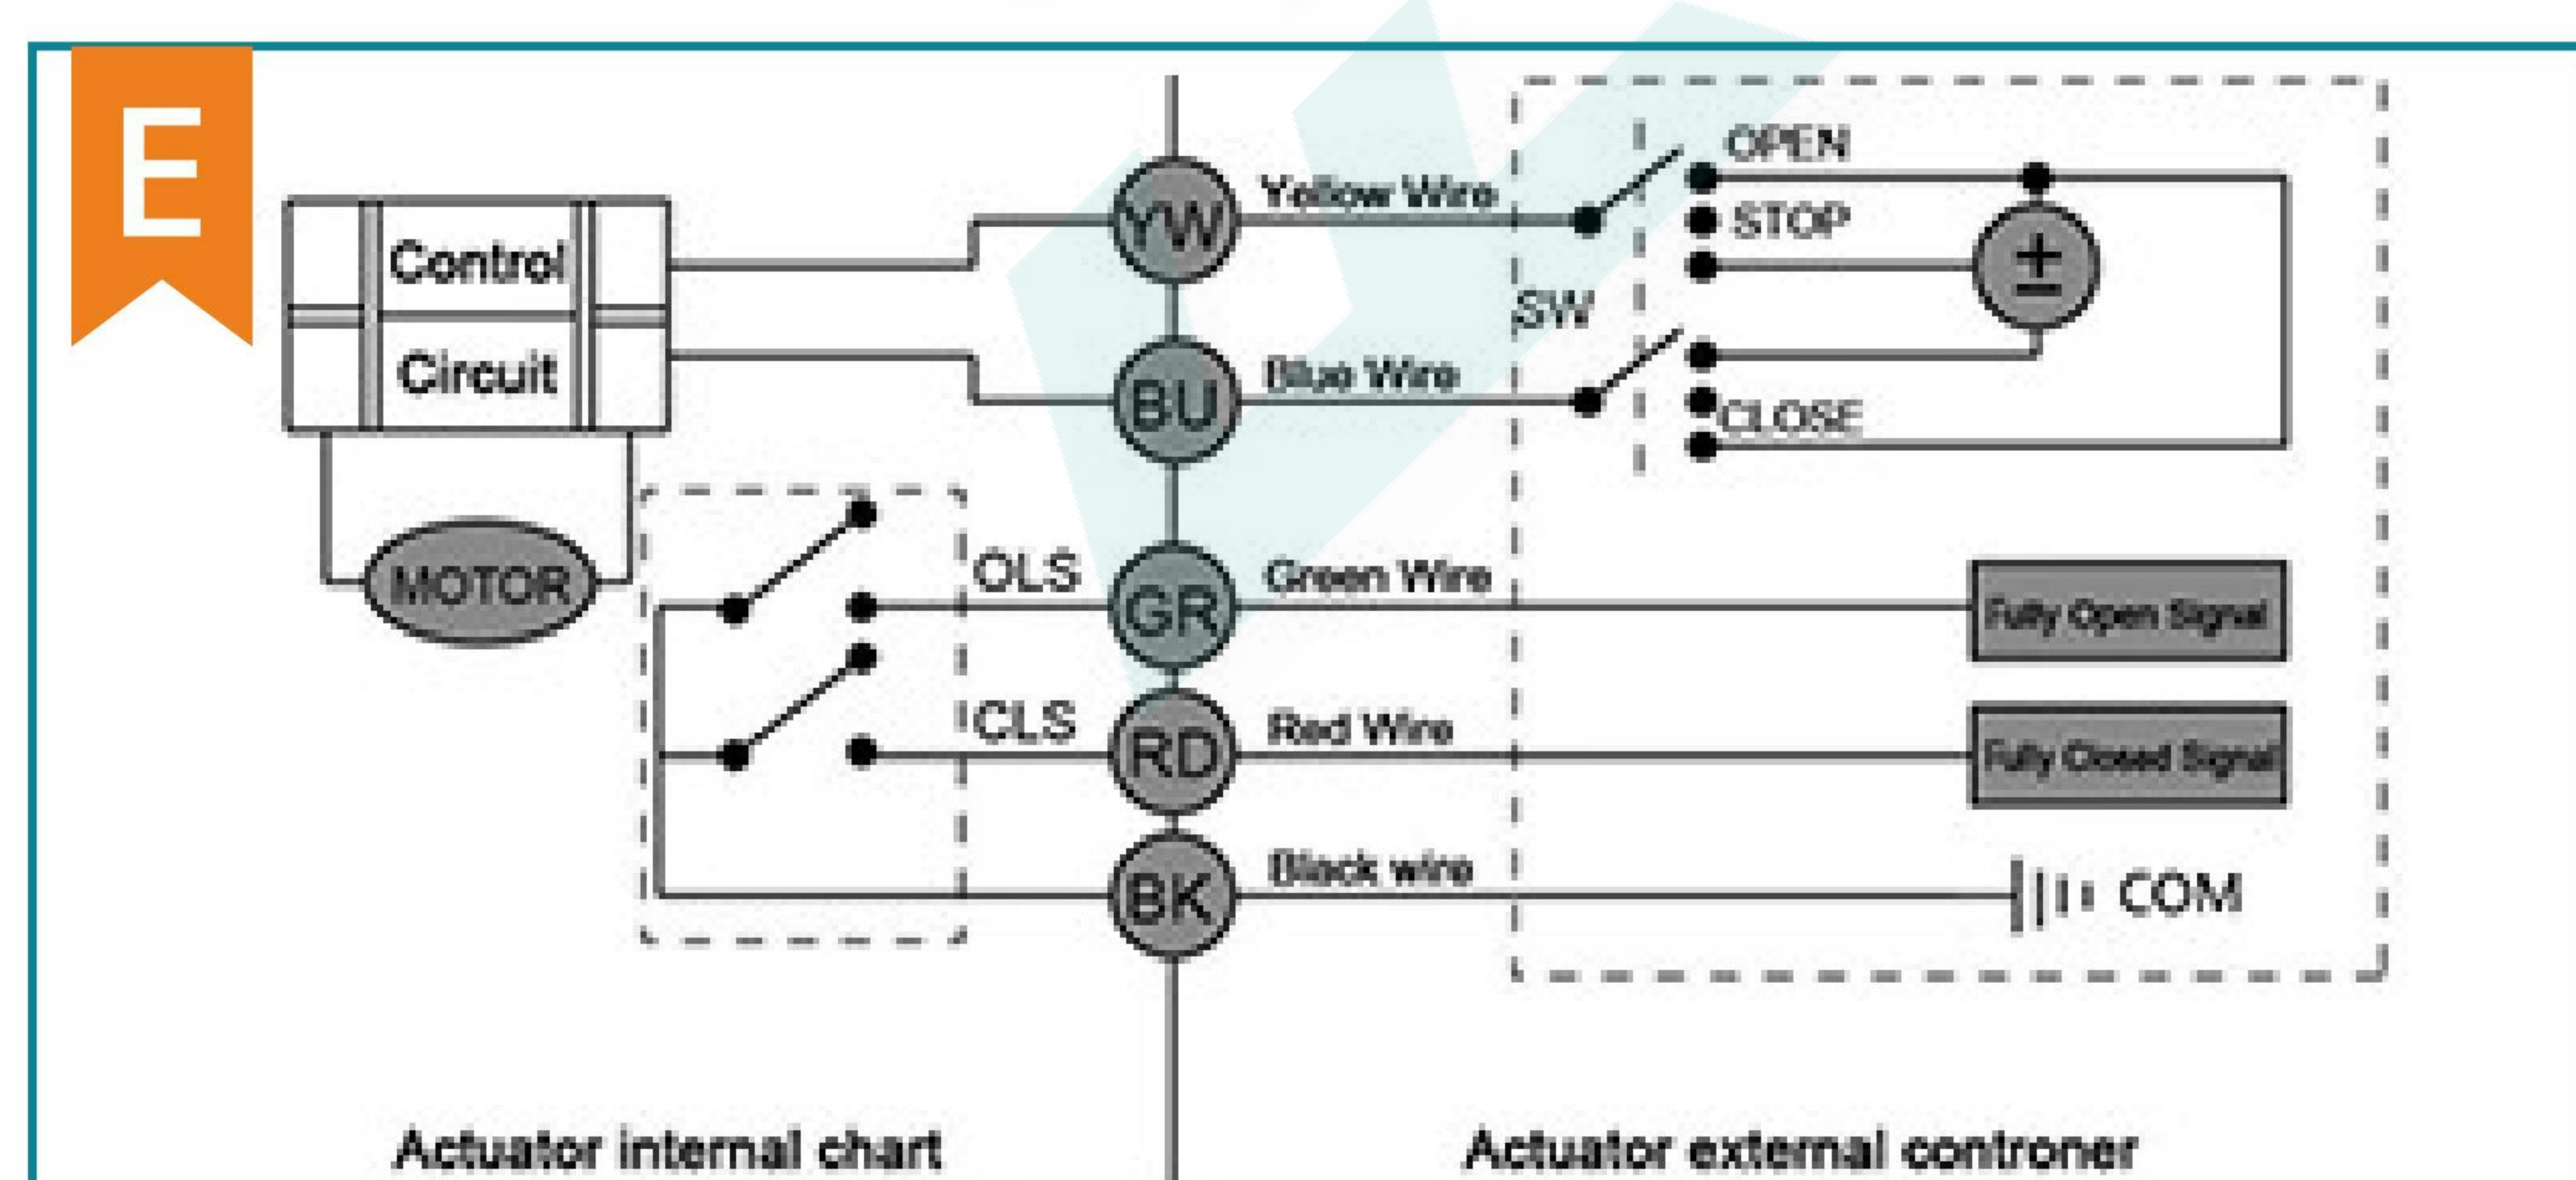 E
OPEN
YW
Yellow Wire
STOP
Control
+
SW
Circuit
BU
Blue Wire
CLOSE
MOTOR
OLS
GR
Green Wire
Fully Open Signal
CLS
RD
Red Wire
Fully Closed Signal
BK
Black wire
COM
Actuator internal chart
Actuator external controner